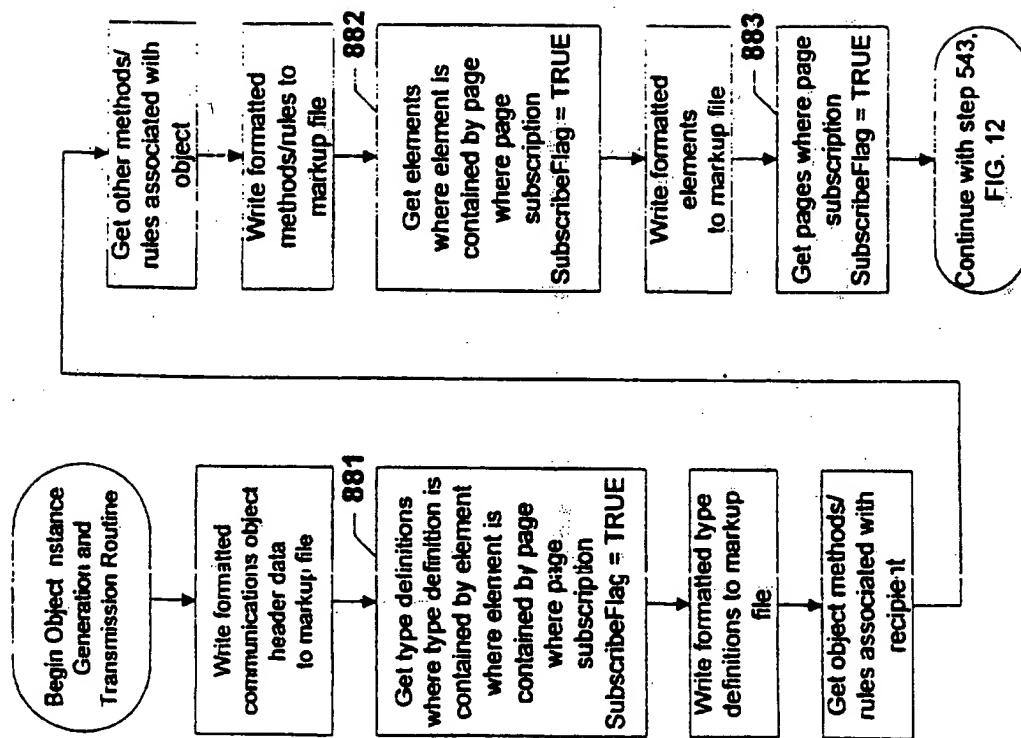 Begin Object nstance
Generation and
Transmission Routine
Write formatted
communications object
header data
to markup file
881
Get type definitions
where type definition is
contained by element
where element is
contained by page
where page
subscription
SubscribeFlag = TRUE
Write formatted type
definitions to markup
file
Get object methods/
rules associated with
recipient
Get other methods/
rules associated with
object
Write formatted
methods/rules to
markup file
882
Get elements
where element is
contained by page
where page
subscription
SubscribeFlag = TRUE
Write formatted
elements
to markup file
883
Get pages where page
subscription
SubscribeFlag = TRUE
Continue with step 543,
FIG. 12